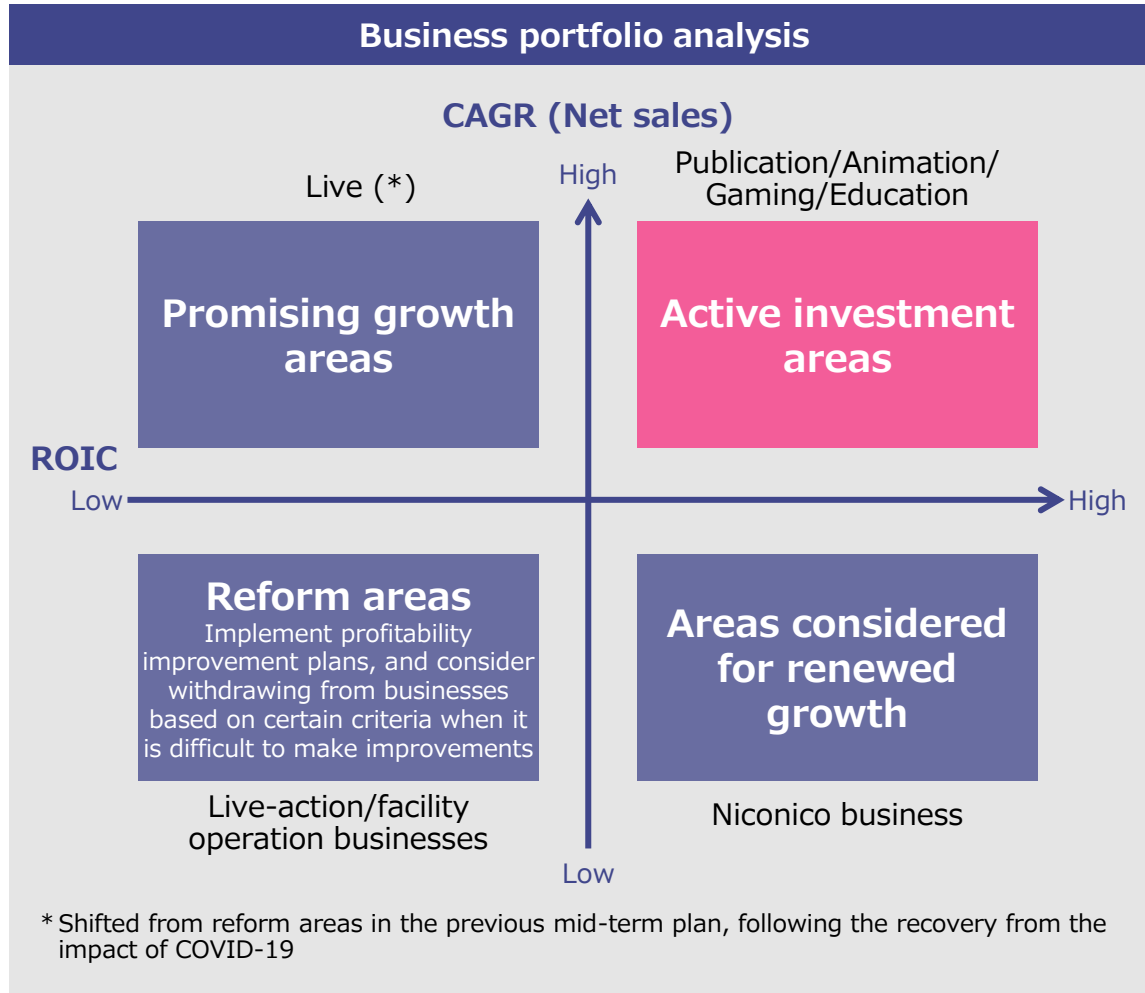 Business portfolio analysis
CAGR (Net sales)
Live (*)
High
Publication/Animation/
Gaming/Education
Promising growth
areas
Active investment
areas
ROIC
Low
High
Reform areas
Implement profitability
improvement plans, and consider
withdrawing from businesses
based on certain criteria when it
is difficult to make improvements
Areas considered
for renewed
growth
Live-action/facility
operation businesses
Niconico business
Low
* Shifted from reform areas in the previous mid-term plan, following the recovery from the
impact of COVID-19